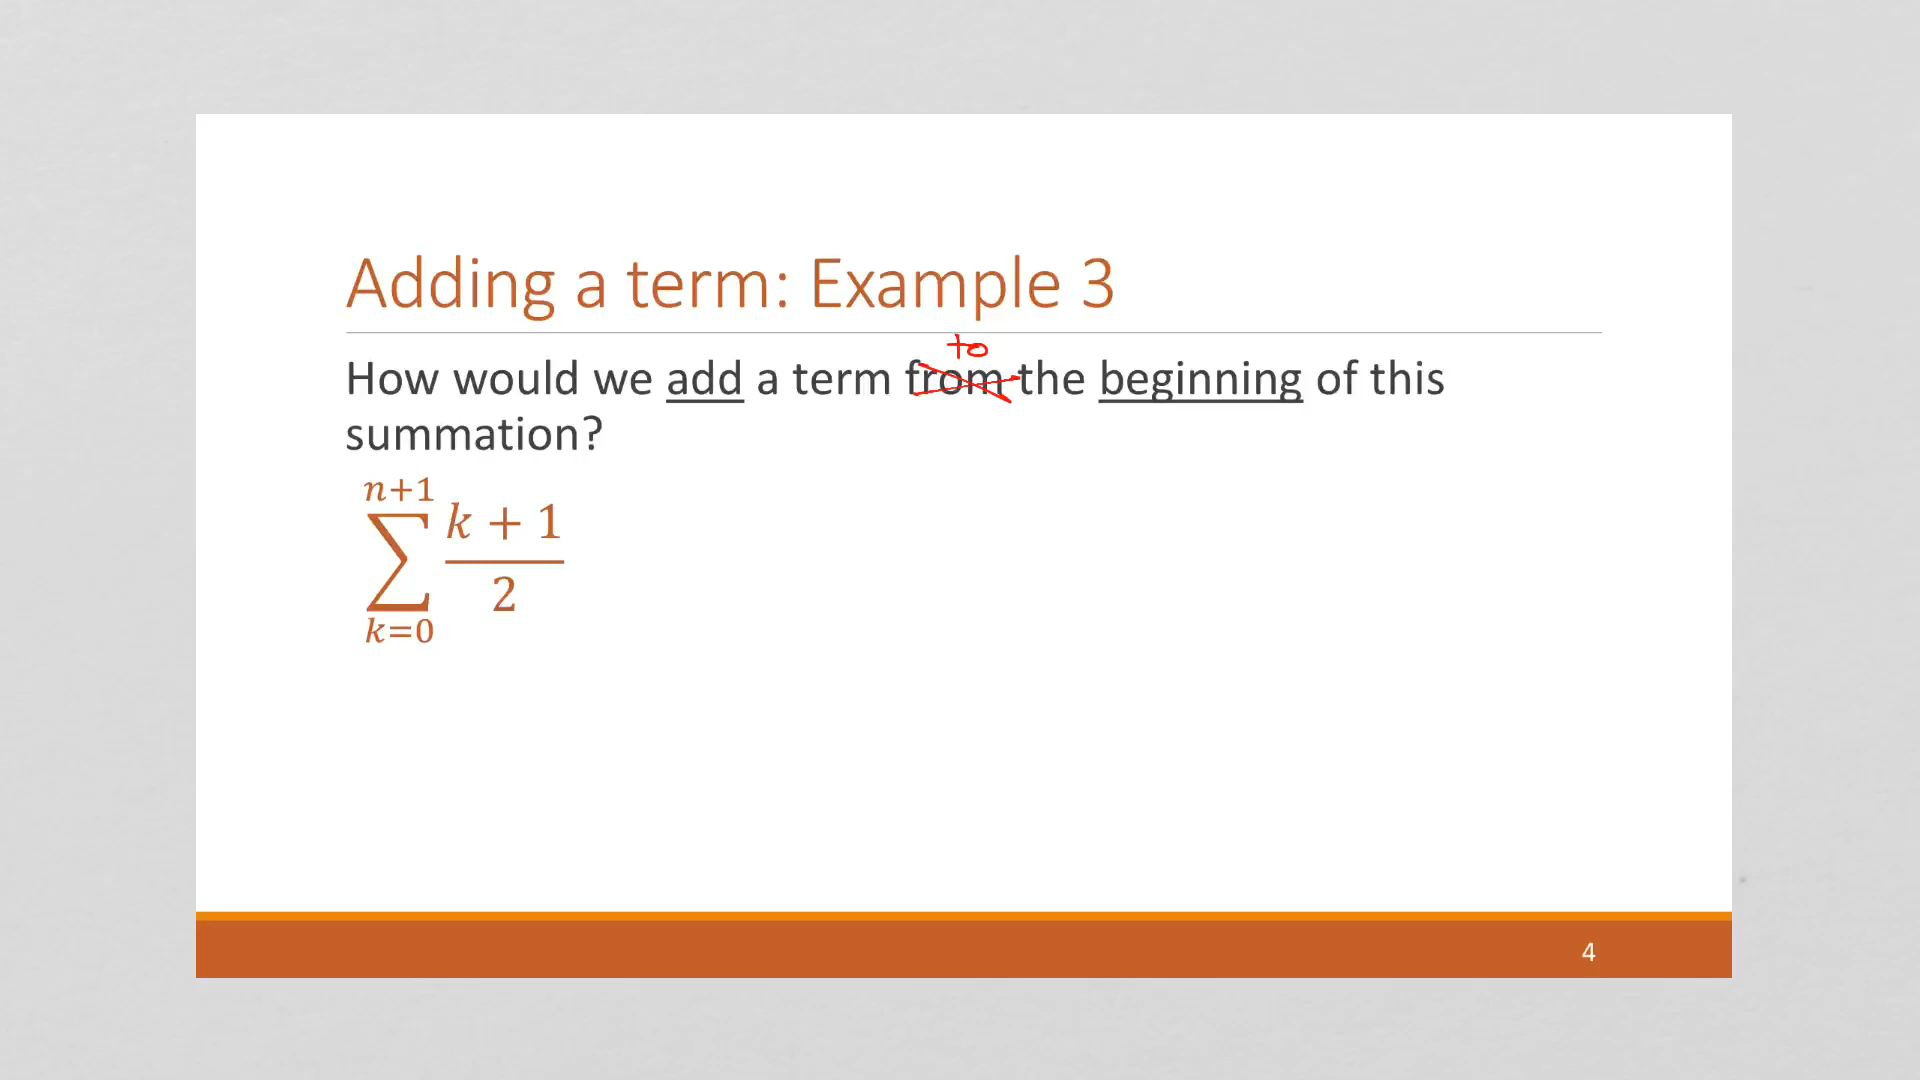 Adding a term: Example 3
to
How would we add a term from the beginning of this
summation?
n+1
∑ k + 1
2
k=0
4